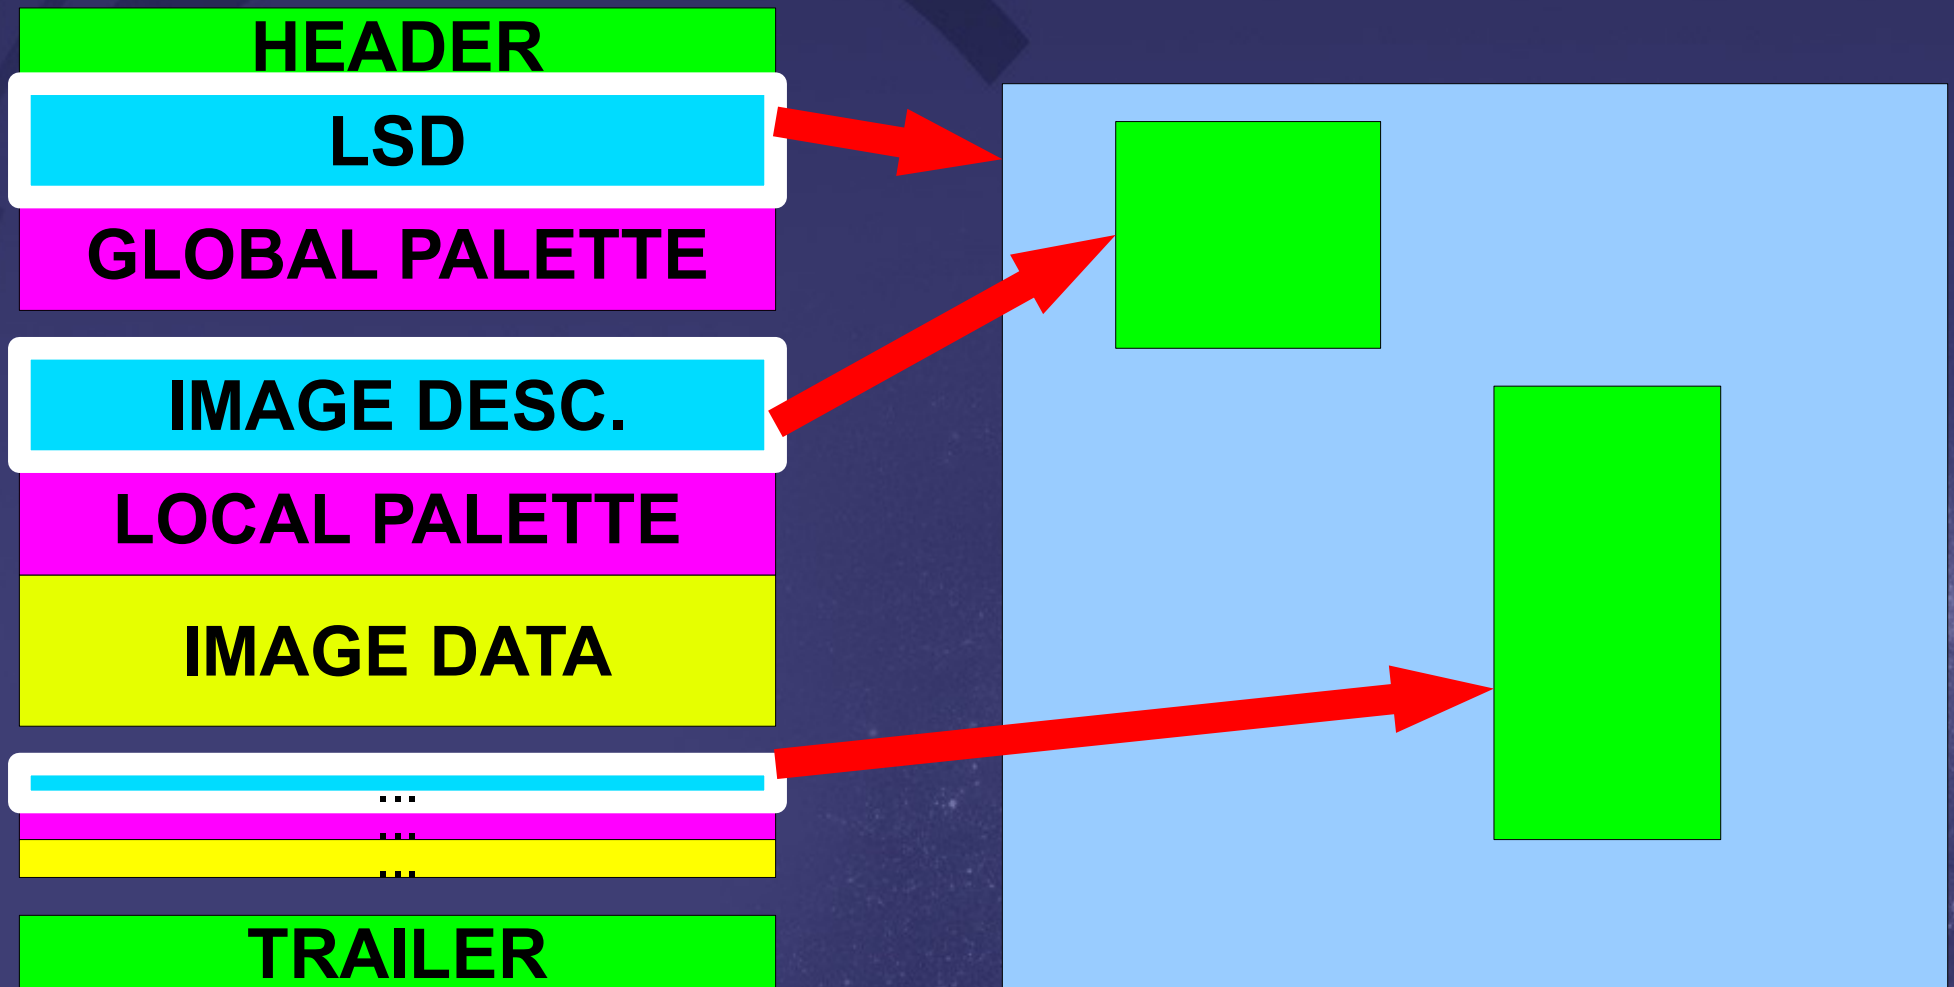 HEADER
LSD
GLOBAL PALETTE
IMAGE DESC.
LOCAL PALETTE
IMAGE DATA
...
...
...
TRAILER